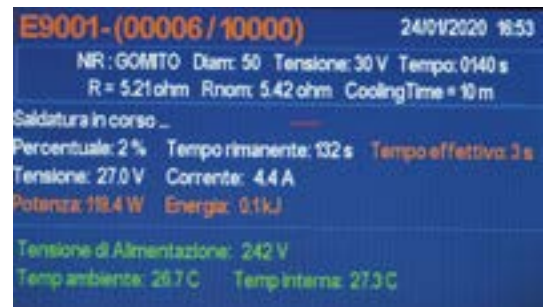 E9001-(00006/10000) 24/01/2020 16:53
NIR: GOMITO Diam: 50 Tensione: 30 V Tempo: 0140 s
R = 5.21 ohm Rnom: 5.42 ohm CoolingTime = 10 m
Saldatura in corso ...
Percentuale: 2 % Tempo rimanente: 132 s Tempo effettivo: 3 s
Tensione: 27.0 V Corrente: 4.4 A
Potenza: 118.4 W Energia: 0.1 kJ
Tensione di Alimentazione: 242 V
Temp ambiente: 26.7 C Temp interna: 27.3 C